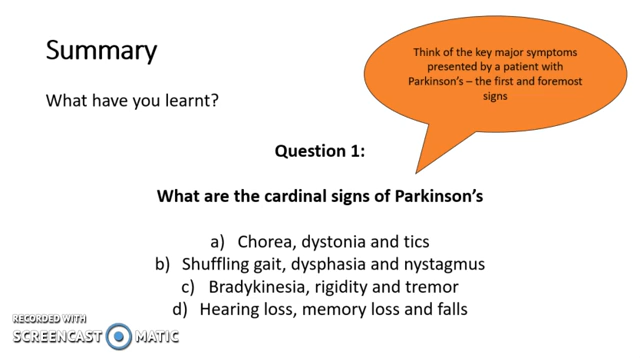 Summary
Think of the key major symptoms
presented by a patient with
Parkinson's – the first and foremost
signs
What have you learnt?
Question 1:
What are the cardinal signs of Parkinson's
a) Chorea, dystonia and tics
b) Shuffling gait, dysphasia and nystagmus
c) Bradykinesia, rigidity and tremor
d) Hearing loss, memory loss and falls
RECORDED WITH
SCREENCAST MATIC